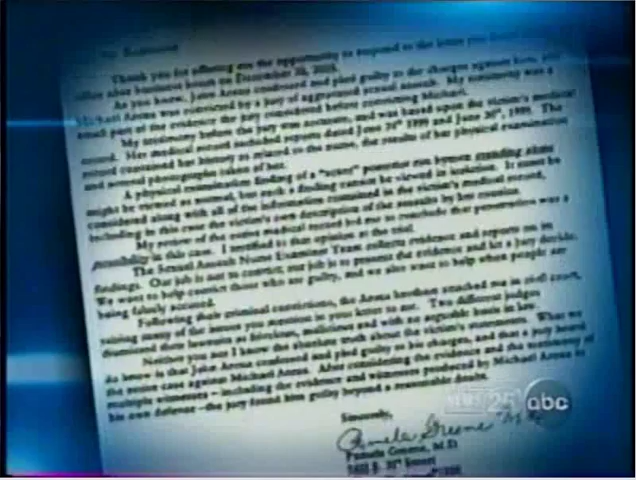 Thank you for offering me the opportunity to respond to the letter you
office after business hours on December 20,
As you know, John Arena confessed and pled guilty to the charges against him, and
Michael Arena was convicted by a jury of aggravated sexual assault. My testimony was a
small part of the evidence the jury considered before convicting Michael.
My testimony before the jury was accurate, and was based upon the victim's medical
record. Her medical record included reports dated June 24th 1999 and June 26th, 1999. The
record contained her history as related to the nurse, the results of her physical examination
and several photographs taken of her.
A physical examination finding of a "scant" posterior rim hymen standing alone
might be viewed as normal, but such a finding cannot be viewed in isolation. It must be
considered along with all of the information contained in the victim's medical record,
including in this case the victim's own description of the assaults by her cousins.
My review of the entire medical record led me to conclude that penetration was a
possibility in this case. I testified to that opinion at the trial.
The Sexual Assault Nurse Examiner Team collects evidence and reports on its
findings. Our job is not to convict; our job is to present the evidence and let a jury decide.
We want to help convict those who are guilty, and we also want to help when people are
being falsely accused.
Following their criminal convictions, the Arena brothers attacked me in civil court,
raising many of the issues you mention in your letter to me. Two different judges
dismissed their lawsuits as frivolous, malicious and with no arguable basis in law.
Neither you nor I know the absolute truth about the victim's statements. What we
do know is that John Arena confessed and pled guilty to his charges, and that a jury heard
the entire case against Michael Arena. After considering the evidence and the testimony of
multiple witnesses – including the evidence and witnesses produced by Michael Arena in
his own defense – the jury found him guilty beyond a reasonable doubt.
Sincerely,
Pamela Greene
Pamela Greene, M.D.
25 abc